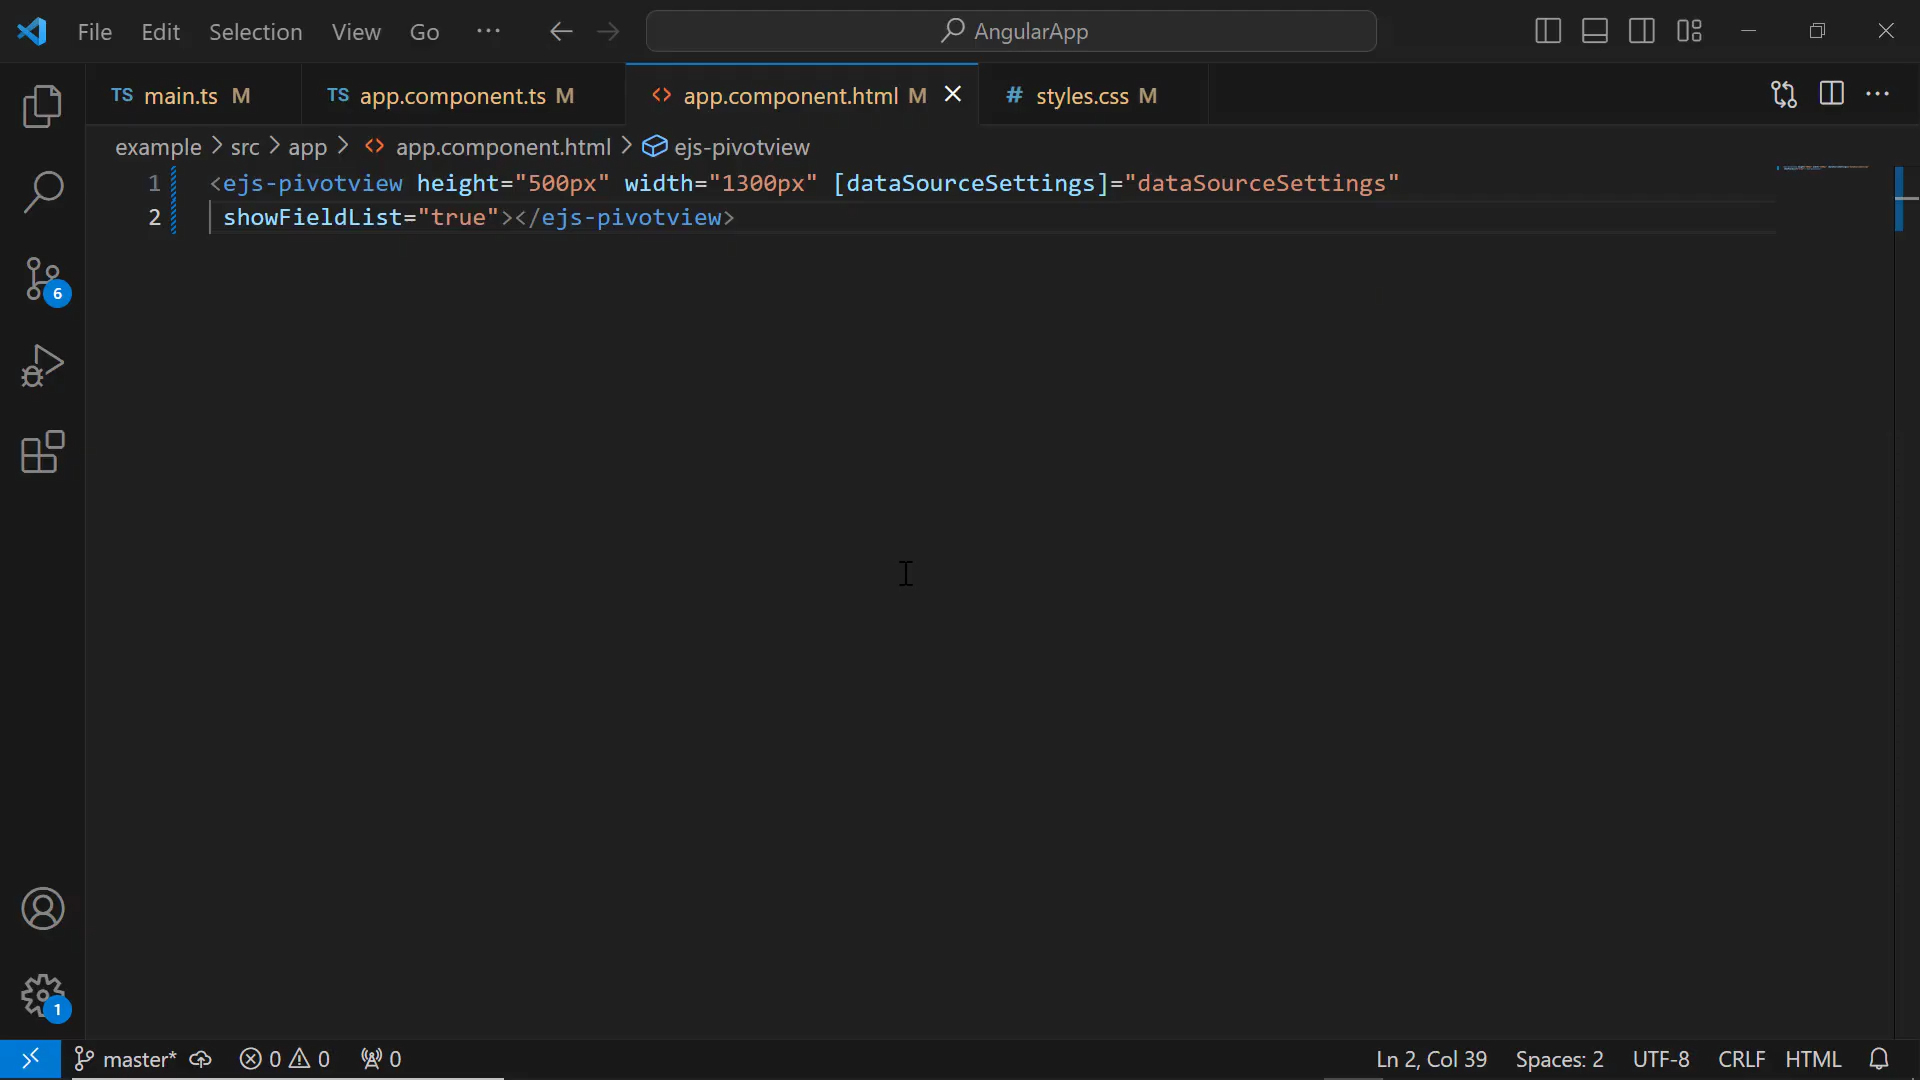 File Edit Selection View Go ··· AngularApp
TS main.ts M TS app.component.ts M <> app.component.html M # styles.css M
example > src > app > <> app.component.html > ejs-pivotview
1 <ejs-pivotview height="500px" width="1300px" [dataSourceSettings]="dataSourceSettings"
2 showFieldList="true"></ejs-pivotview>
6
1
master* 0 0 0 Ln 2, Col 39 Spaces: 2 UTF-8 CRLF HTML